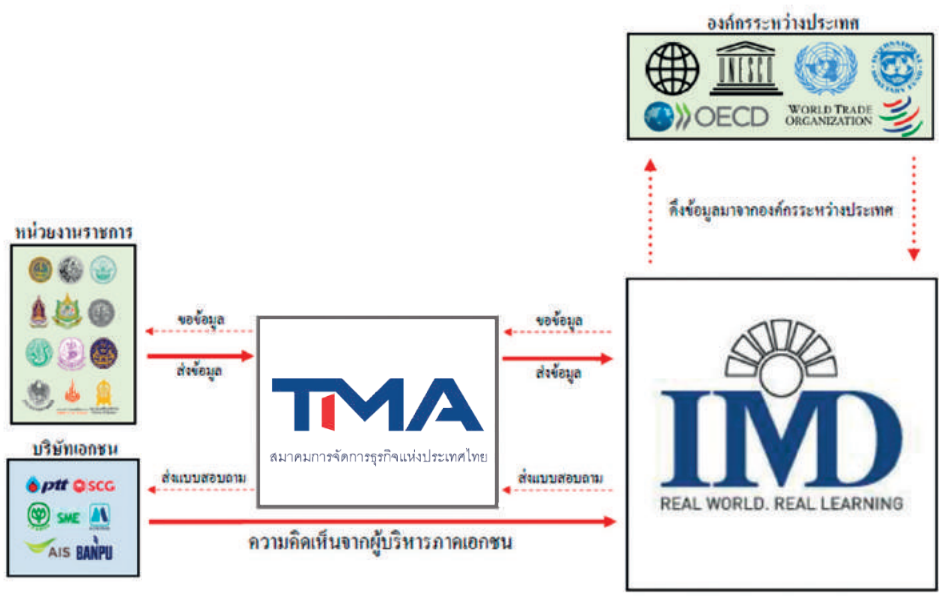 องค์กรระหว่างประเทศ
UNESCO
INTERNATIONAL MONETARY FUND
OECD
WORLD TRADE
ORGANIZATION
ดึงข้อมูลมาจากองค์กรระหว่างประเทศ
หน่วยงานราชการ
ขอข้อมูล
ส่งข้อมูล
ขอข้อมูล
ส่งข้อมูล
TMA
สมาคมการจัดการธุรกิจแห่งประเทศไทย
IMD
REAL WORLD. REAL LEARNING
บริษัทเอกชน
ptt SCG
SME
AIS BANPU
ส่งแบบสอบถาม
ส่งแบบสอบถาม
ความคิดเห็นจากผู้บริหารภาคเอกชน